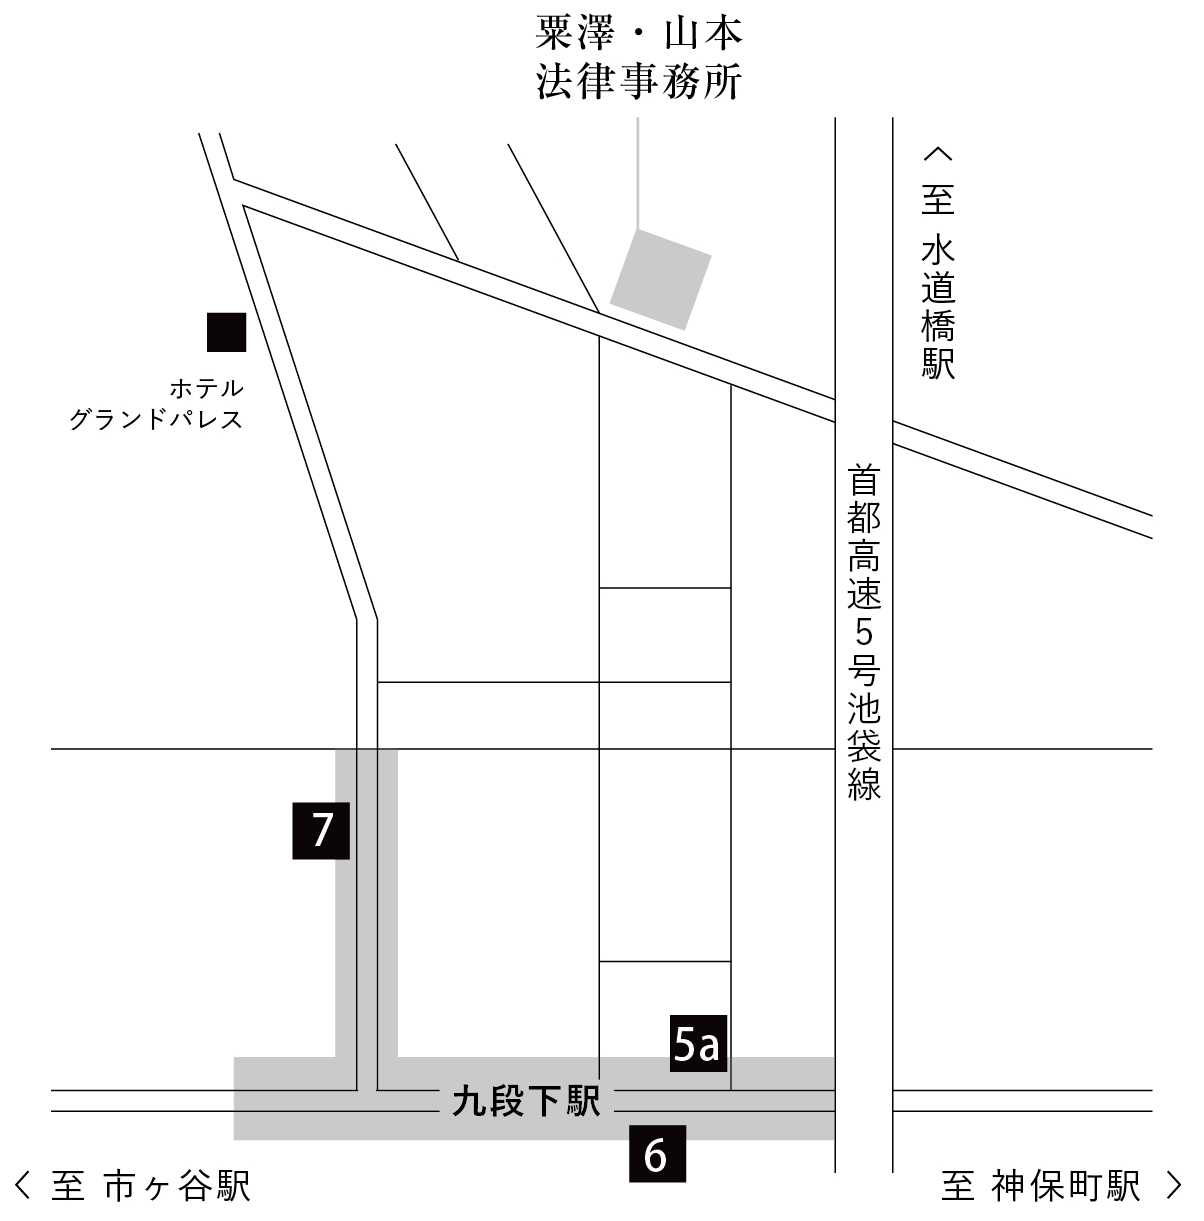 粟澤・山本
法律事務所
至 水道橋駅
ホテル
グランドパレス
首都高速5号池袋線
7
5a
九段下駅
6
至 市ヶ谷駅
至 神保町駅